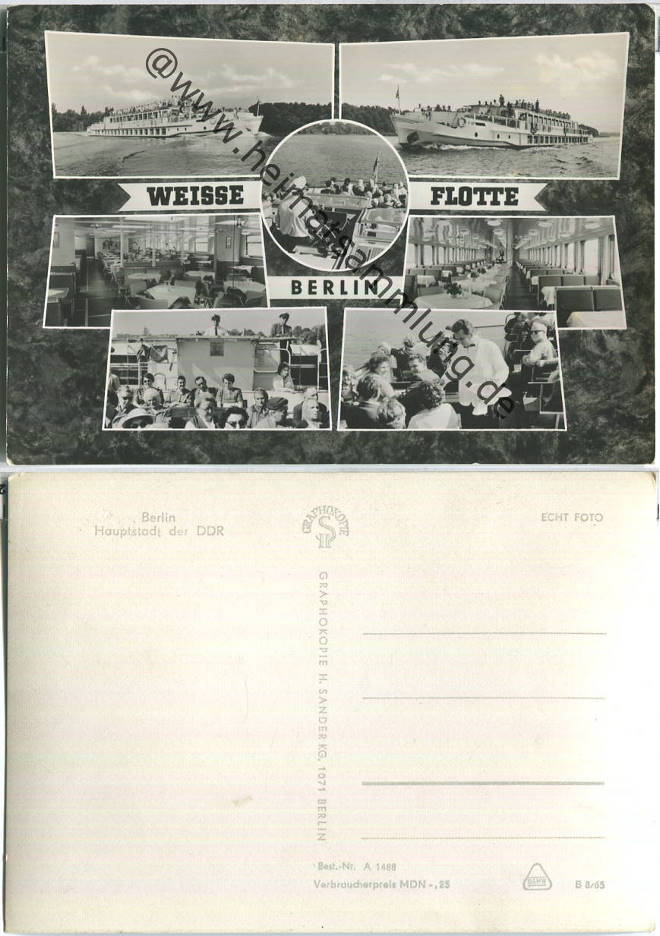 @www.heimatsammlung.de
WEISSE FLOTTE
BERLIN
Berlin
Hauptstadt der DDR
GRAPHOKOPIE
ECHT FOTO
GRAPHOKOPIE H. SANDER KG, 1071 BERLIN
Best.-Nr. A 1488
Verbraucherpreis MDN -,25
B 8/65